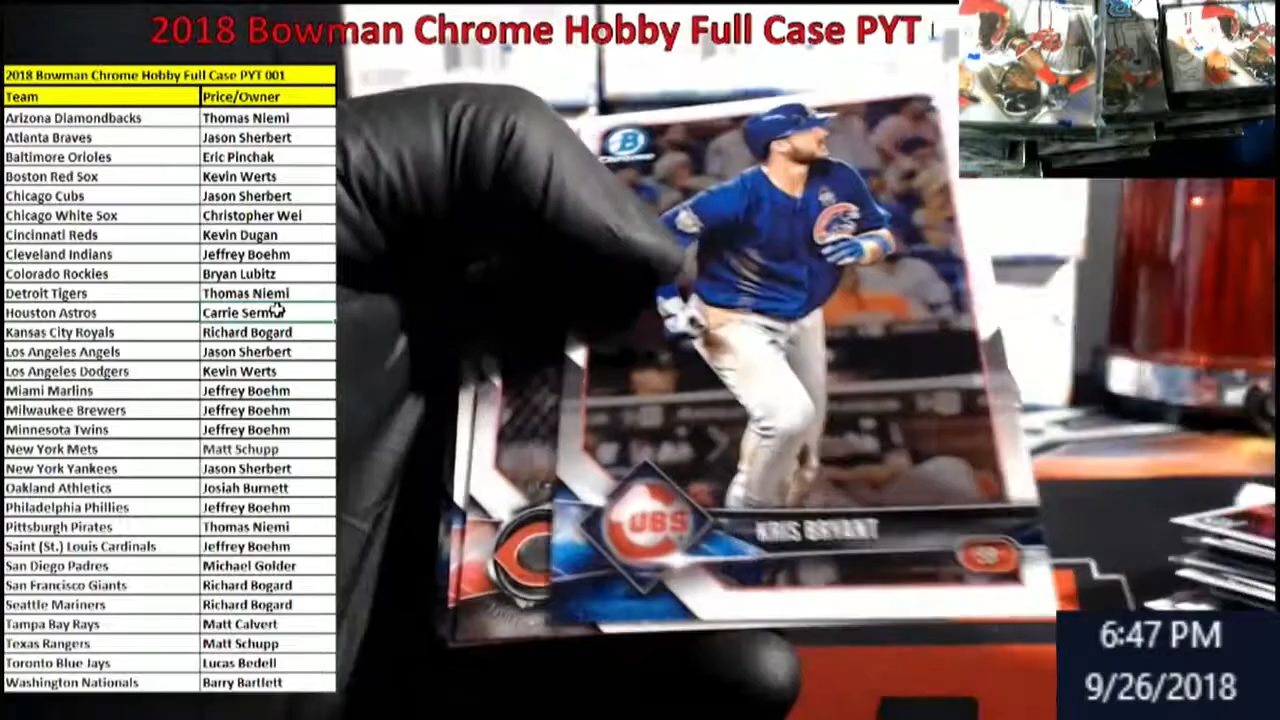 2018 Bowman Chrome Hobby Full Case PYT
2018 Bowman Chrome Hobby Full Case PYT 001
Team Price/Owner
Arizona Diamondbacks Thomas Niemi
Atlanta Braves Jason Sherbert
Baltimore Orioles Eric Pinchak
Boston Red Sox Kevin Werts
Chicago Cubs Jason Sherbert
Chicago White Sox Christopher Wei
Cincinnati Reds Kevin Dugan
Cleveland Indians Jeffrey Boehm
Colorado Rockies Bryan Lubitz
Detroit Tigers Thomas Niemi
Houston Astros Carrie
Kansas City Royals Richard Bogard
Los Angeles Angels Jason Sherbert
Los Angeles Dodgers Kevin Werts
Miami Marlins Jeffrey Boehm
Milwaukee Brewers Jeffrey Boehm
Minnesota Twins Jeffrey Boehm
New York Mets Matt Schupp
New York Yankees Jason Sherbert
Oakland Athletics Josiah Burnett
Philadelphia Phillies Jeffrey Boehm
Pittsburgh Pirates Thomas Niemi
Saint (St.) Louis Cardinals Jeffrey Boehm
San Diego Padres Michael Golder
San Francisco Giants Richard Bogard
Seattle Mariners Richard Bogard
Tampa Bay Rays Matt Calvert
Texas Rangers Matt Schupp
Toronto Blue Jays Lucas Bedell
Washington Nationals Barry Bartlett
B
Chrome
CUBS
KRIS BRYANT
6:47 PM
9/26/2018